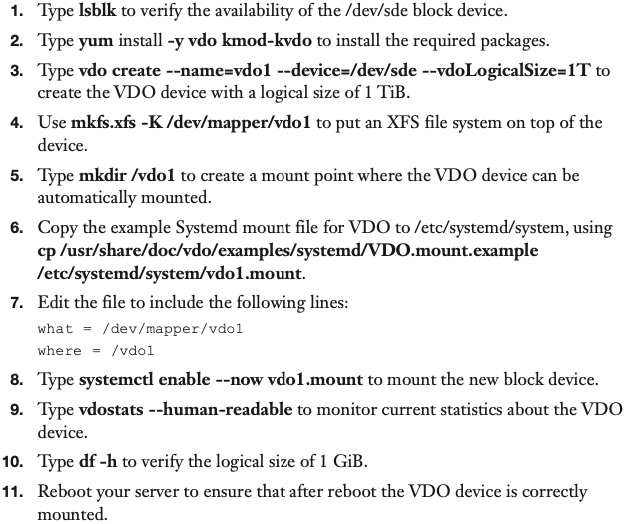 1. Type lsblk to verify the availability of the /dev/sde block device.
2. Type yum install -y vdo kmod-kvdo to install the required packages.
3. Type vdo create --name=vdo1 --device=/dev/sde --vdoLogicalSize=1T to
create the VDO device with a logical size of 1 TiB.
4. Use mkfs.xfs -K /dev/mapper/vdo1 to put an XFS file system on top of the
device.
5. Type mkdir /vdo1 to create a mount point where the VDO device can be
automatically mounted.
6. Copy the example Systemd mount file for VDO to /etc/systemd/system, using
cp /usr/share/doc/vdo/examples/systemd/VDO.mount.example
/etc/systemd/system/vdo1.mount.
7. Edit the file to include the following lines:
what = /dev/mapper/vdo1
where = /vdo1
8. Type systemctl enable --now vdo1.mount to mount the new block device.
9. Type vdostats --human-readable to monitor current statistics about the VDO
device.
10. Type df -h to verify the logical size of 1 GiB.
11. Reboot your server to ensure that after reboot the VDO device is correctly
mounted.